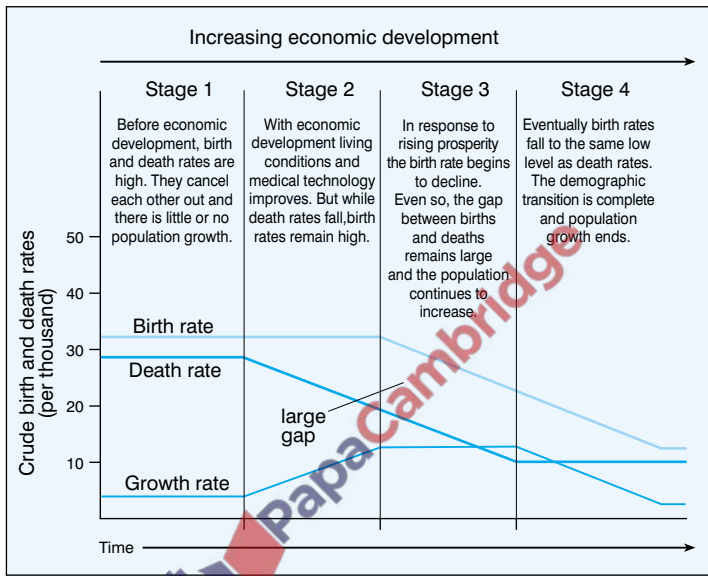 Increasing economic development
Stage 1
Before economic
development, birth
and death rates are
high. They cancel
each other out and
there is little or no
population growth.
Stage 2
With economic
development living
conditions and
medical technology
improves. But while
death rates fall,birth
rates remain high.
Stage 3
In response to
rising prosperity
the birth rate begins
to decline.
Even so, the gap
between births
and deaths
remains large
and the population
continues to
increase.
Stage 4
Eventually birth rates
fall to the same low
level as death rates.
The demographic
transition is complete
and population
growth ends.
Crude birth and death rates
(per thousand)
50
40
30
20
10
Birth rate
Death rate
large
gap
Growth rate
Time
PapaCambridge